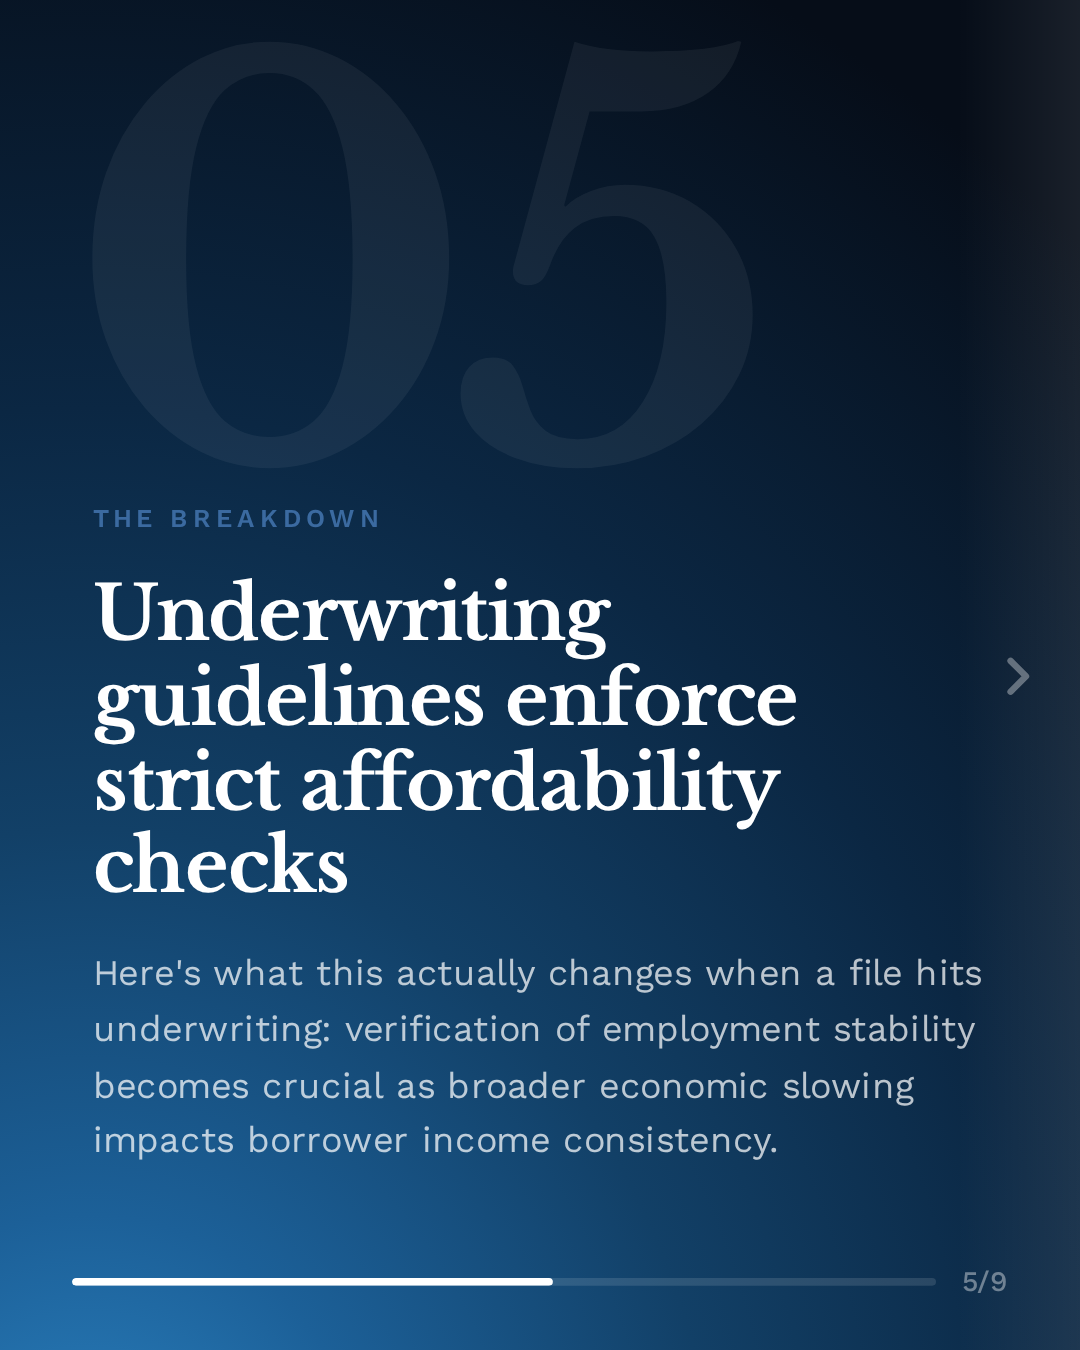 05
THE BREAKDOWN
Underwriting
guidelines enforce
strict affordability
checks
Here's what this actually changes when a file hits
underwriting: verification of employment stability
becomes crucial as broader economic slowing
impacts borrower income consistency.
5/9